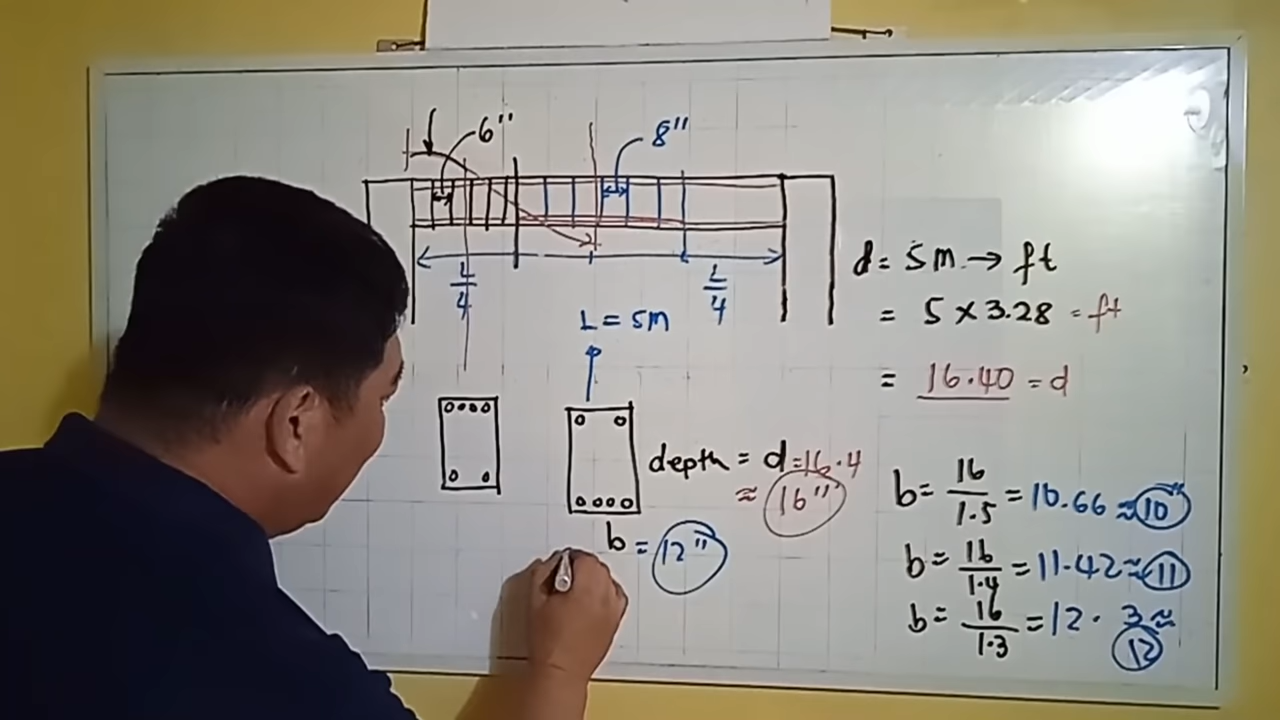 6"
8"
L/4
L/4
L = 5m
d = 5m → ft
= 5 × 3.28 = ft
= 16.40 = d
depth = d = 16.4
≈ 16"
b = 12"
b = 16/1.5 = 10.66 ≈ 10"
b = 16/1.4 = 11.42 ≈ 11
b = 16/1.3 = 12.3 ≈
12